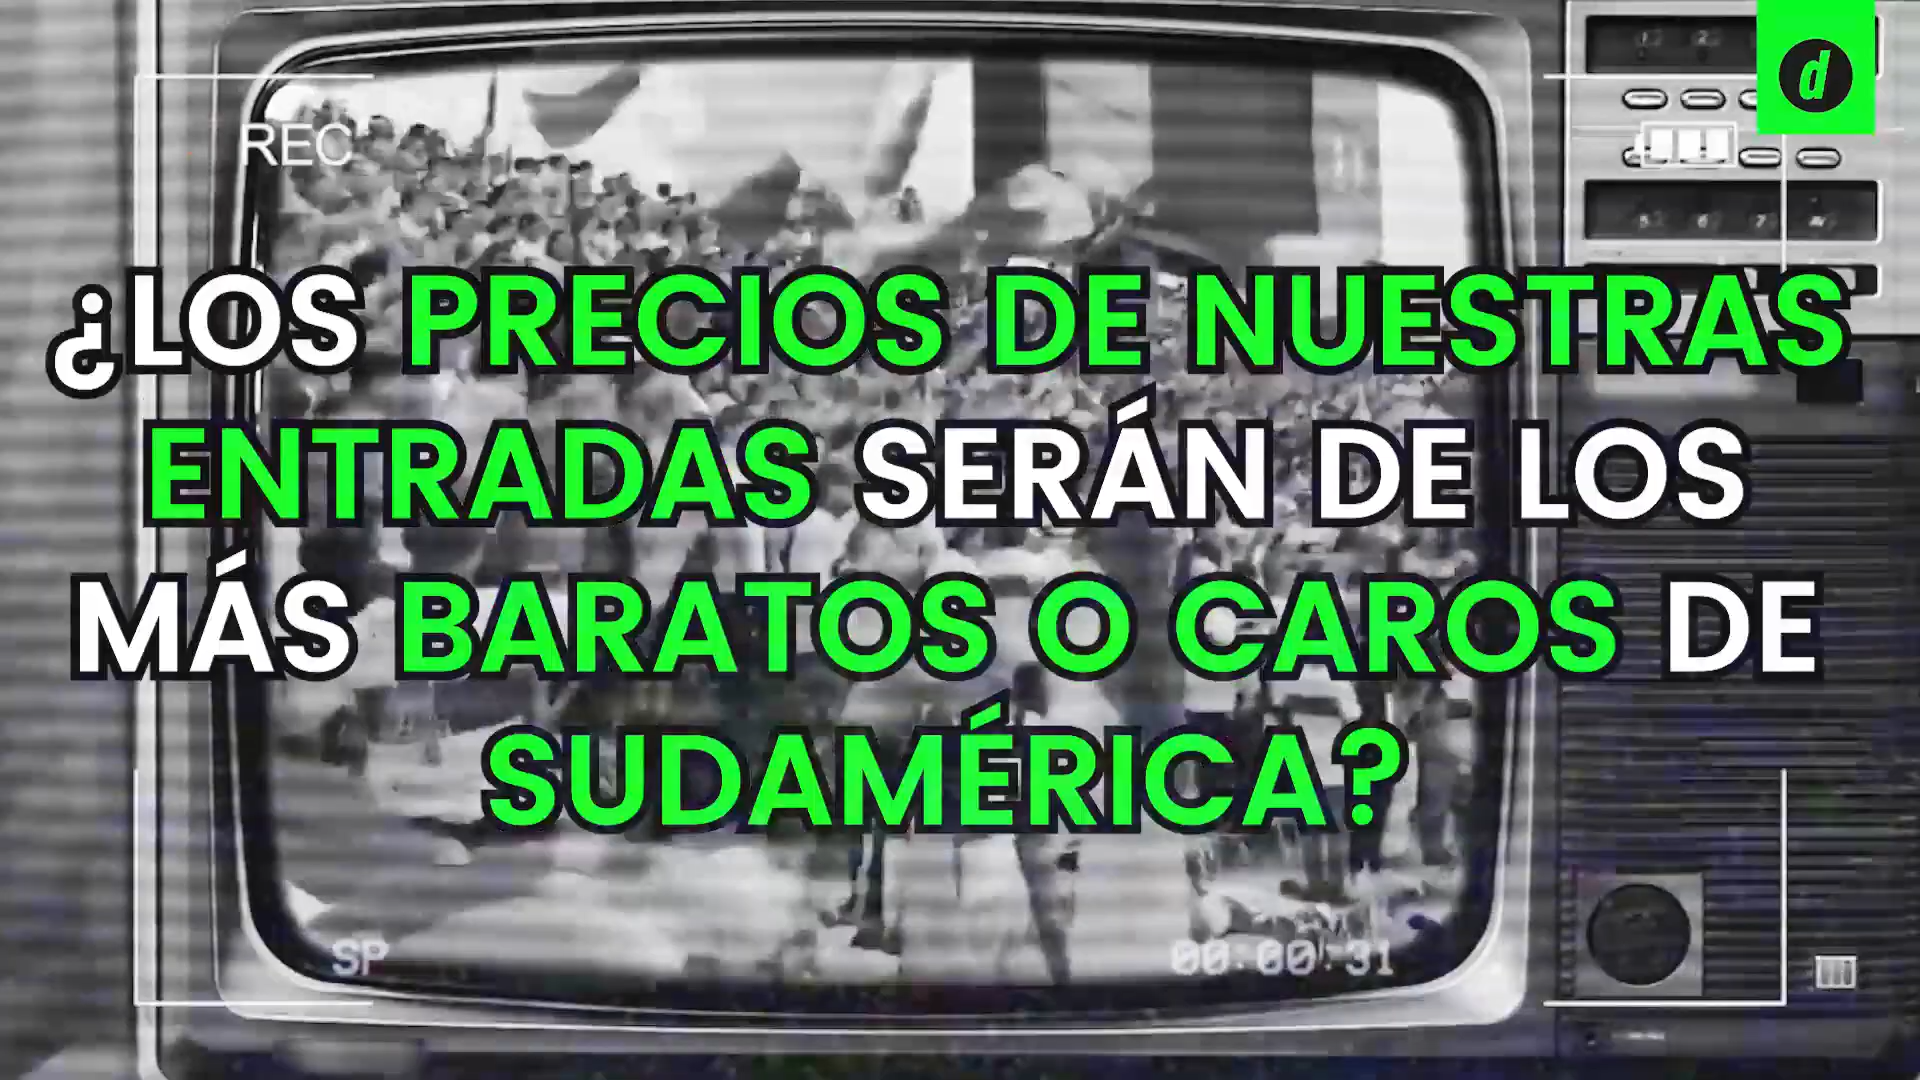 REC
d
¿LOS PRECIOS DE NUESTRAS
ENTRADAS SERÁN DE LOS
MÁS BARATOS O CAROS DE
SUDAMÉRICA?
SP
00:00:31